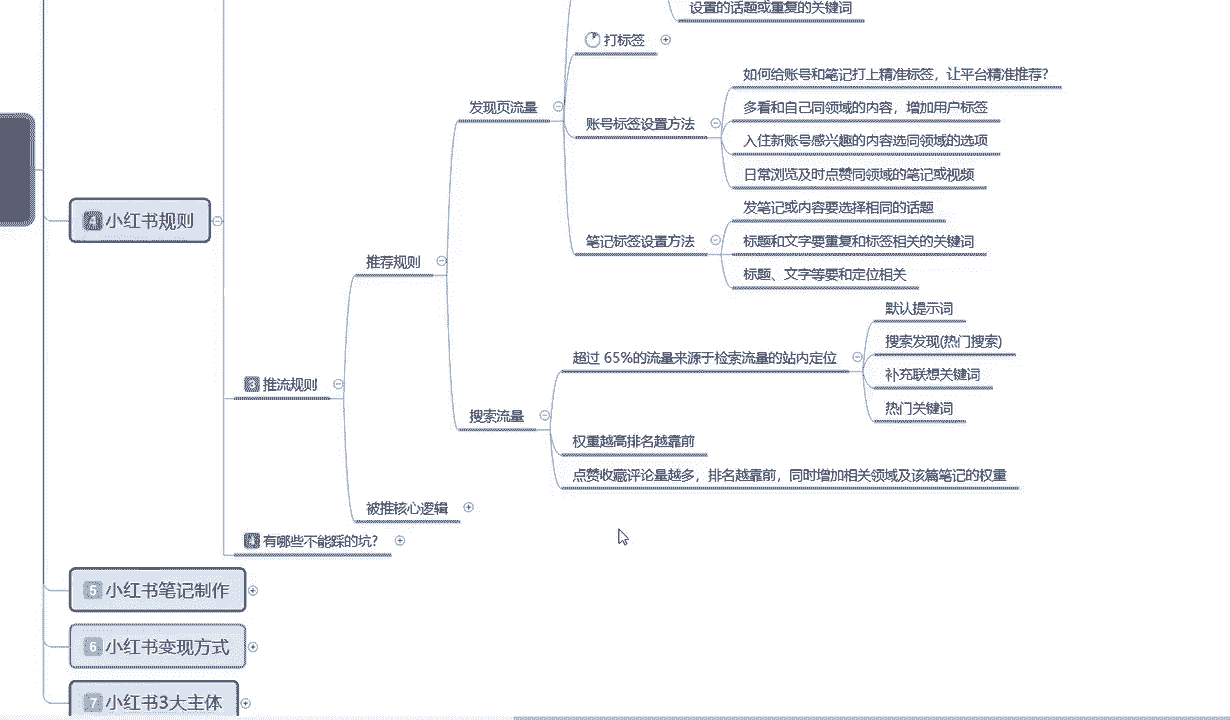 设置的话题或重复的关键词
打标签
如何给账号和笔记打上精准标签，让平台精准推荐？
发现页流量
多看和自己同领域的内容，增加用户标签
账号标签设置方法
入住新账号感兴趣的内容选同领域的选项
日常浏览及时点赞同领域的笔记或视频
4 小红书规则
发笔记或内容要选择相同的话题
笔记标签设置方法
标题和文字要重复和标签相关的关键词
推荐规则
标题、文字等要和定位相关
默认提示词
搜索发现(热门搜索)
超过 65%的流量来源于检索流量的站内定位
补充联想关键词
3 推流规则
热门关键词
搜索流量
权重越高排名越靠前
点赞收藏评论量越多，排名越靠前，同时增加相关领域及该篇笔记的权重
被推核心逻辑
4 有哪些不能踩的坑？
5 小红书笔记制作
6 小红书变现方式
7 小红书3大主体